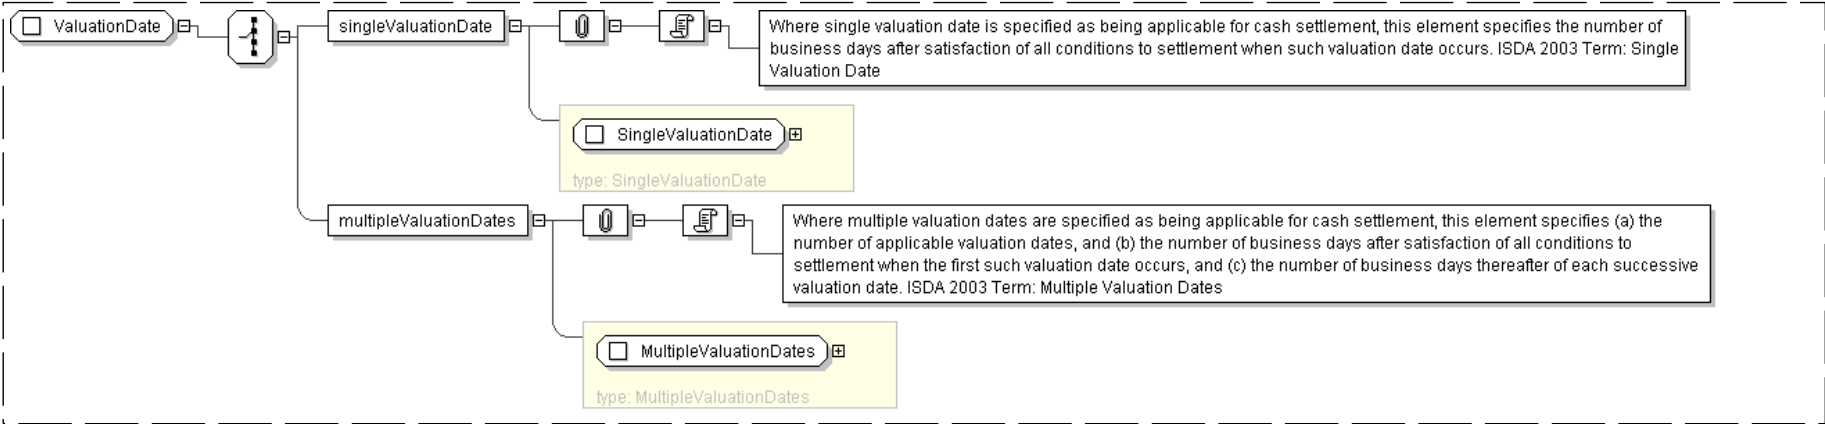 ValuationDate
singleValuationDate
Where single valuation date is specified as being applicable for cash settlement, this element specifies the number of
business days after satisfaction of all conditions to settlement when such valuation date occurs. ISDA 2003 Term: Single
Valuation Date
SingleValuationDate
type: SingleValuationDate
multipleValuationDates
Where multiple valuation dates are specified as being applicable for cash settlement, this element specifies (a) the
number of applicable valuation dates, and (b) the number of business days after satisfaction of all conditions to
settlement when the first such valuation date occurs, and (c) the number of business days thereafter of each successive
valuation date. ISDA 2003 Term: Multiple Valuation Dates
MultipleValuationDates
type: MultipleValuationDates